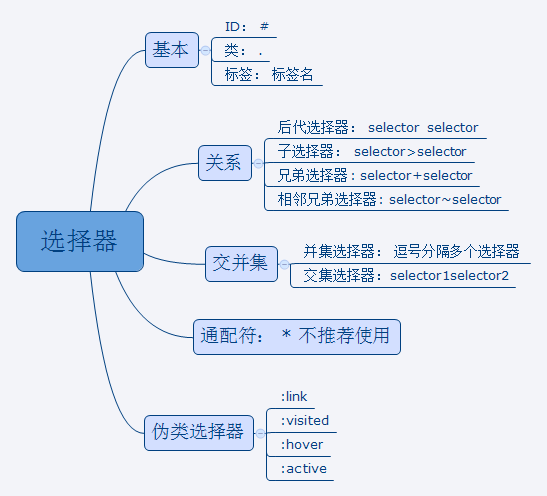 选择器
基本
ID： #
类： .
标签： 标签名
关系
后代选择器： selector selector
子选择器： selector>selector
兄弟选择器：selector+selector
相邻兄弟选择器：selector~selector
交并集
并集选择器： 逗号分隔多个选择器
交集选择器：selector1selector2
通配符： * 不推荐使用
伪类选择器
:link
:visited
:hover
:active